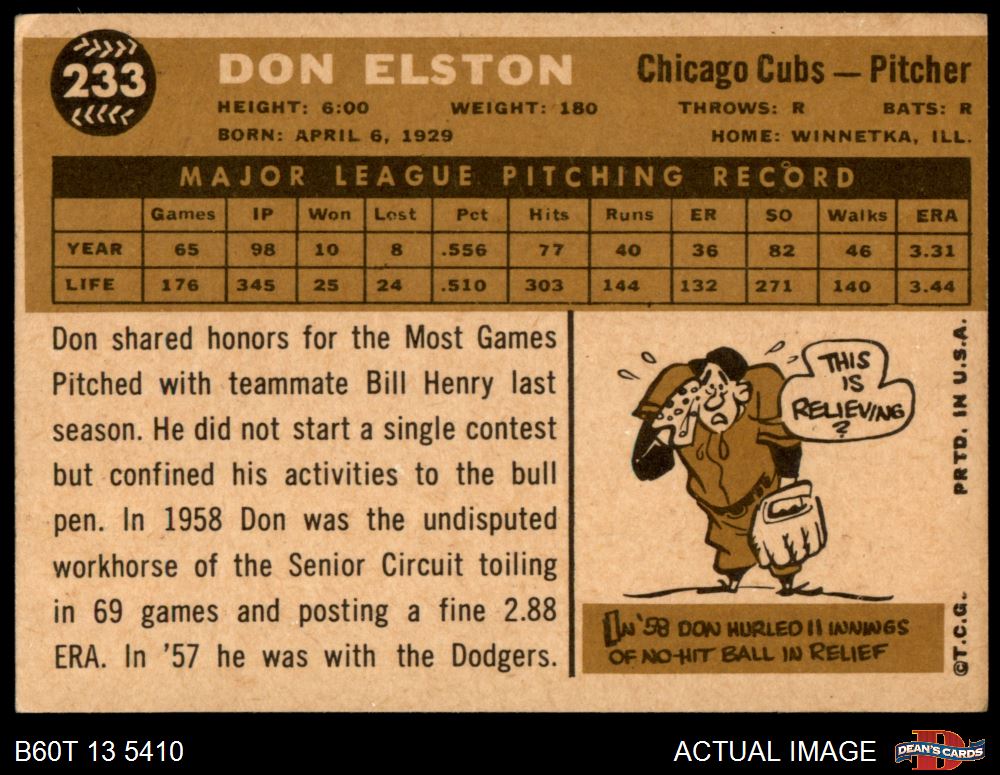 233
DON ELSTON
Chicago Cubs — Pitcher
HEIGHT: 6:00 WEIGHT: 180 THROWS: R BATS: R
BORN: APRIL 6, 1929 HOME: WINNETKA, ILL.
MAJOR LEAGUE PITCHING RECORD
Games IP Won Lost Pct Hits Runs ER SO Walks ERA
YEAR 65 98 10 8 .556 77 40 36 82 46 3.31
LIFE 176 345 25 24 .510 303 144 132 271 140 3.44
Don shared honors for the Most Games
Pitched with teammate Bill Henry last
season. He did not start a single contest
but confined his activities to the bull
pen. In 1958 Don was the undisputed
workhorse of the Senior Circuit toiling
in 69 games and posting a fine 2.88
ERA. In '57 he was with the Dodgers.
THIS
IS
RELIEVING
?
IN '58 DON HURLED 11 INNINGS
OF NO-HIT BALL IN RELIEF
©T.C.G. PRTD. IN U.S.A.
B60T 13 5410
ACTUAL IMAGE
D
DEAN'S CARDS